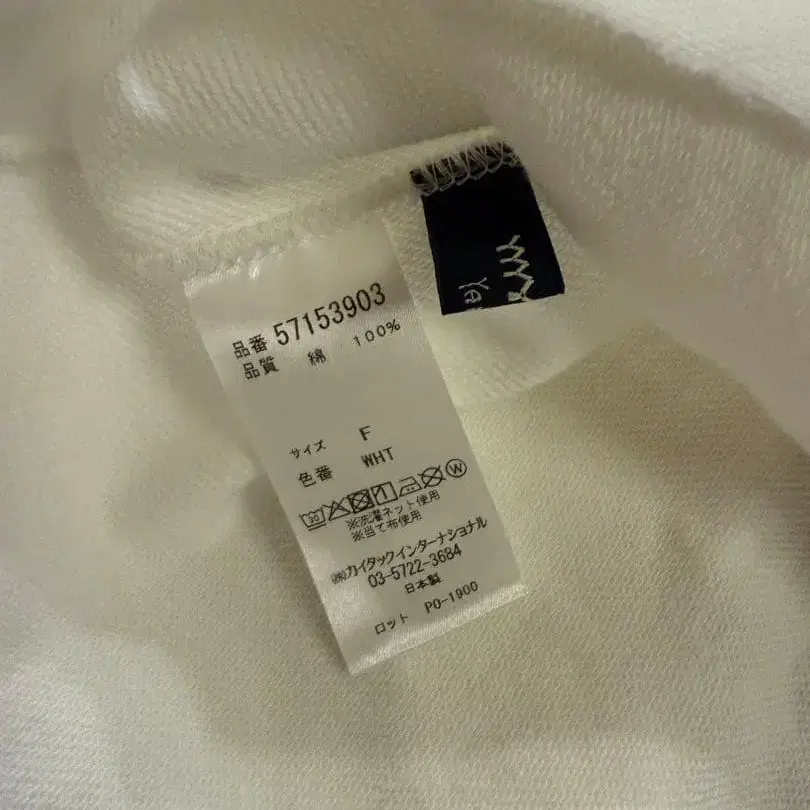 品番 57153903
品質 綿 100%
サイズ F
色番 WHT
30
※洗濯ネット使用
※当て布使用
㈱カイタックインターナショナル
03-5722-3684
日本製
ロット PO-1900
YYYY